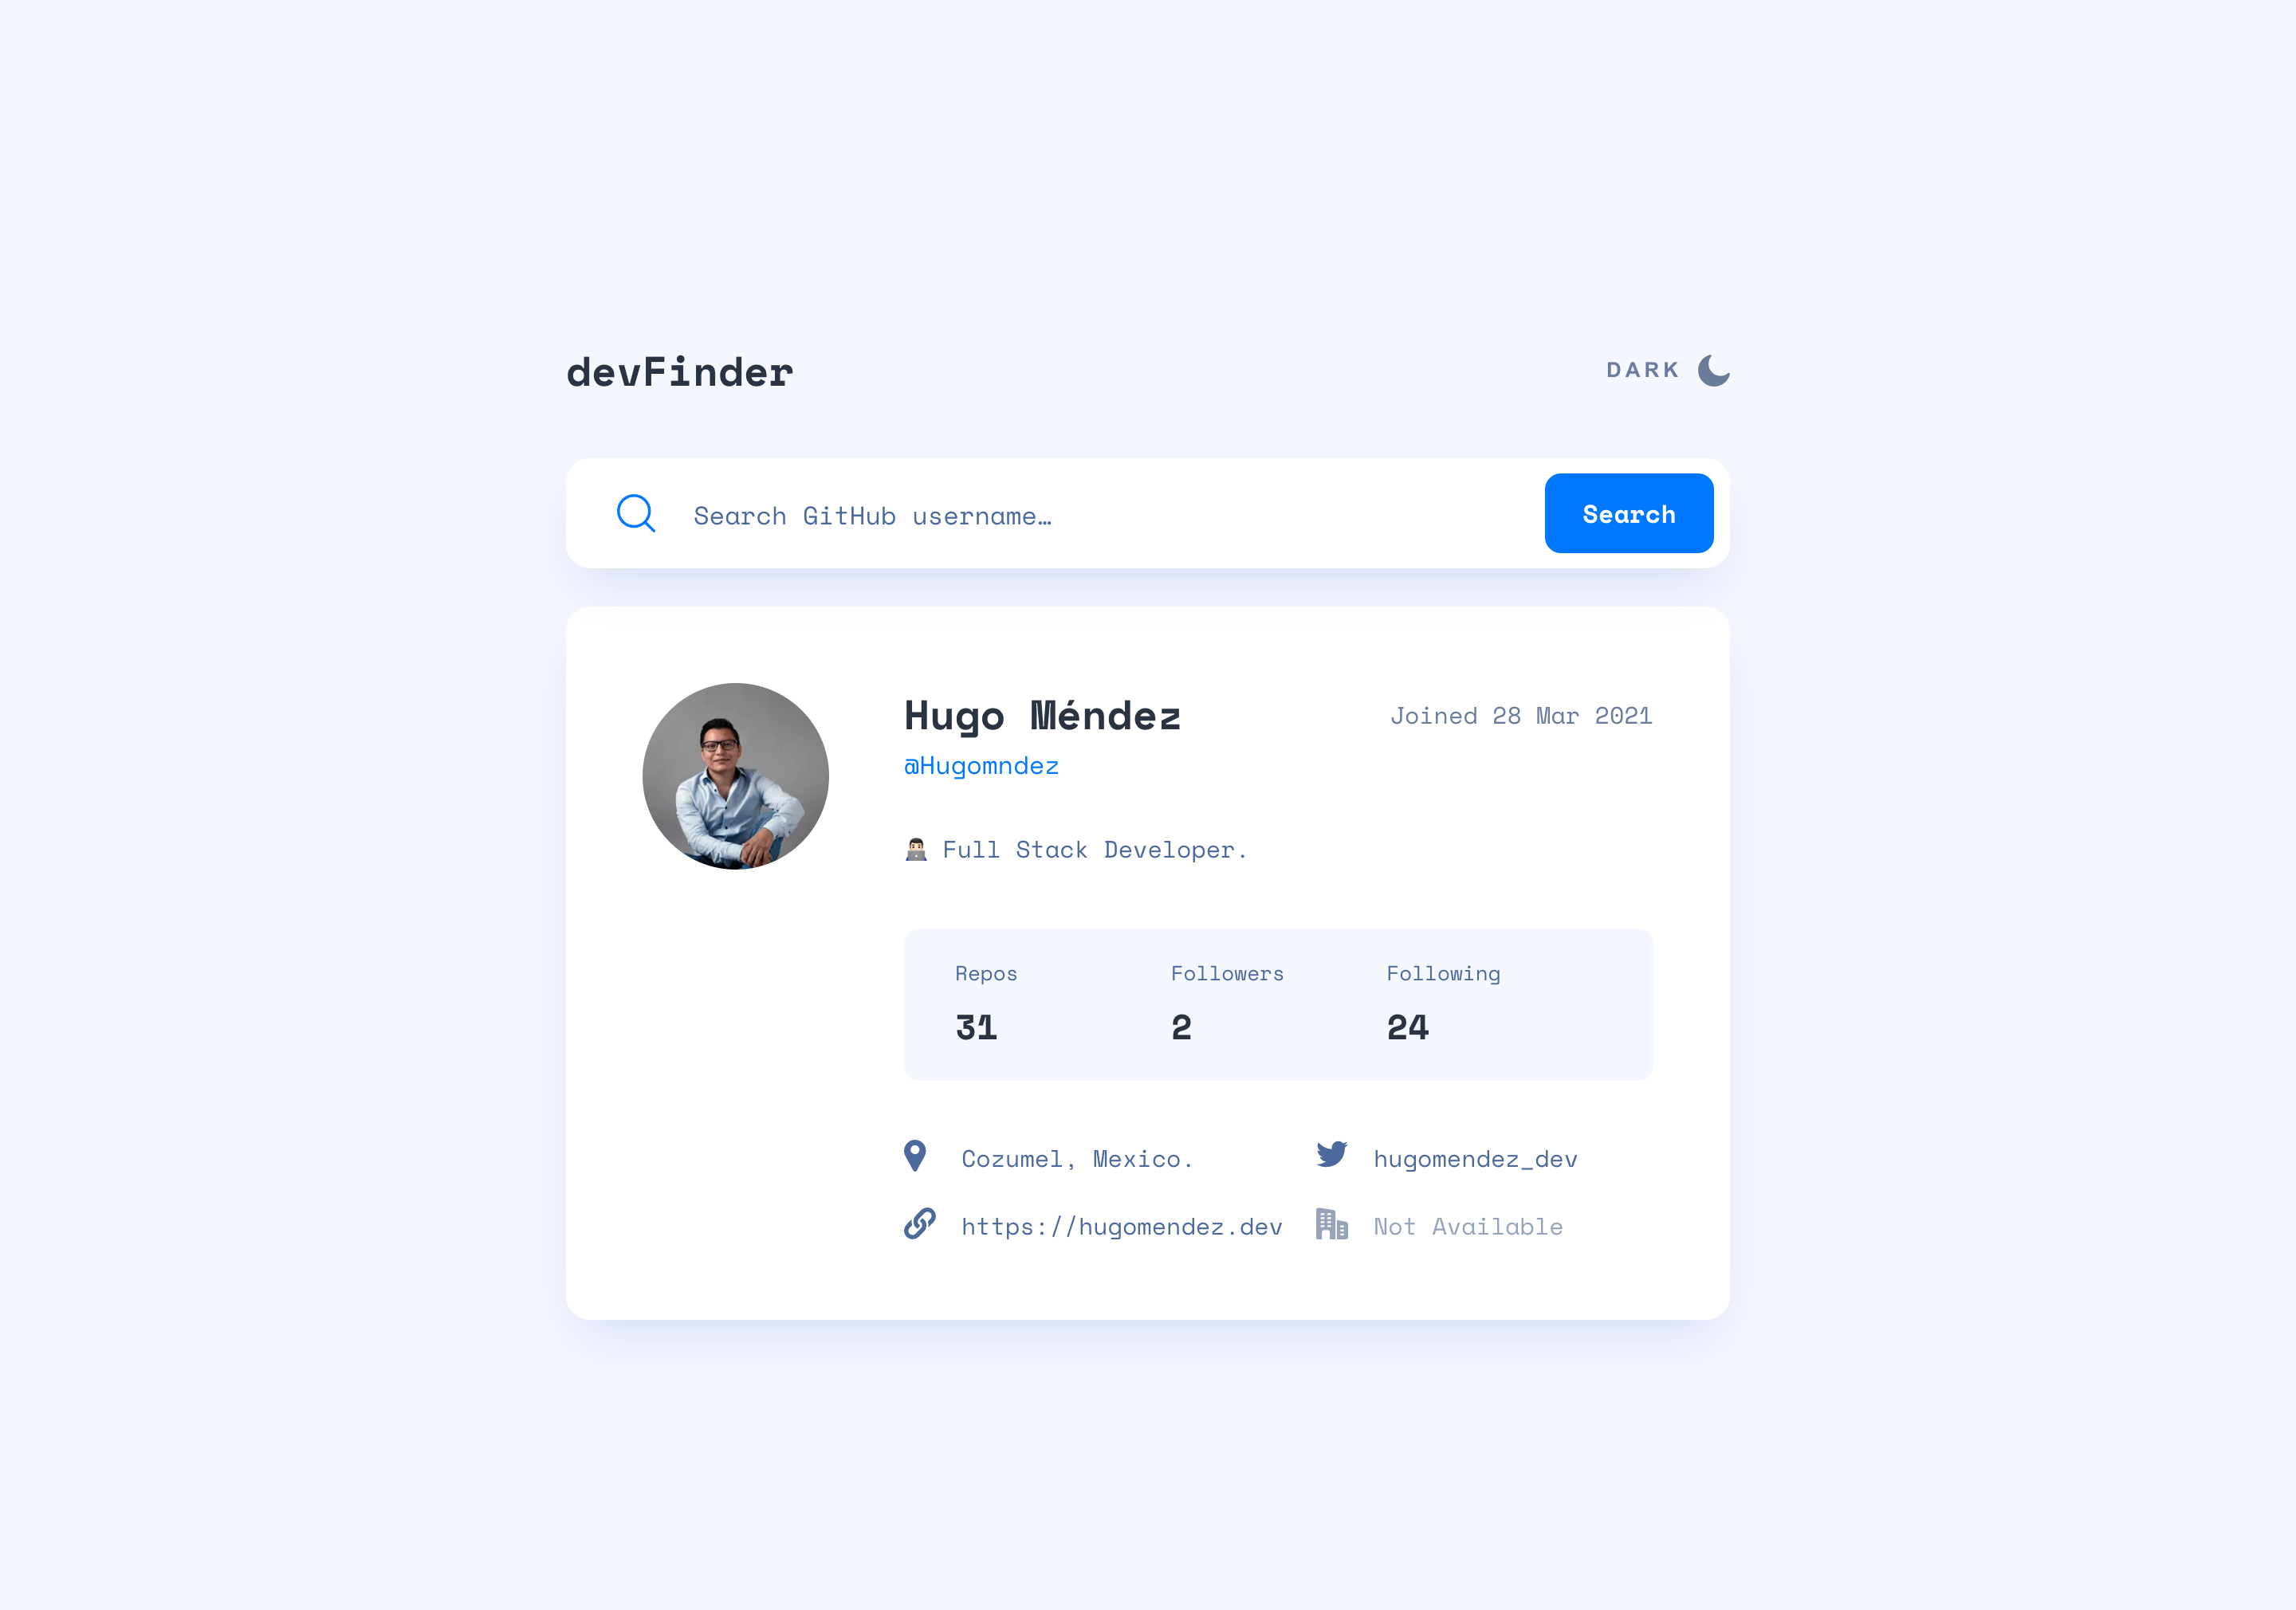 devFinder
DARK
Search GitHub username…
Search
Hugo Méndez
Joined 28 Mar 2021
@Hugomndez
👨🏻‍💻 Full Stack Developer.
Repos
Followers
Following
31
2
24
Cozumel, Mexico.
hugomendez_dev
https://hugomendez.dev
Not Available